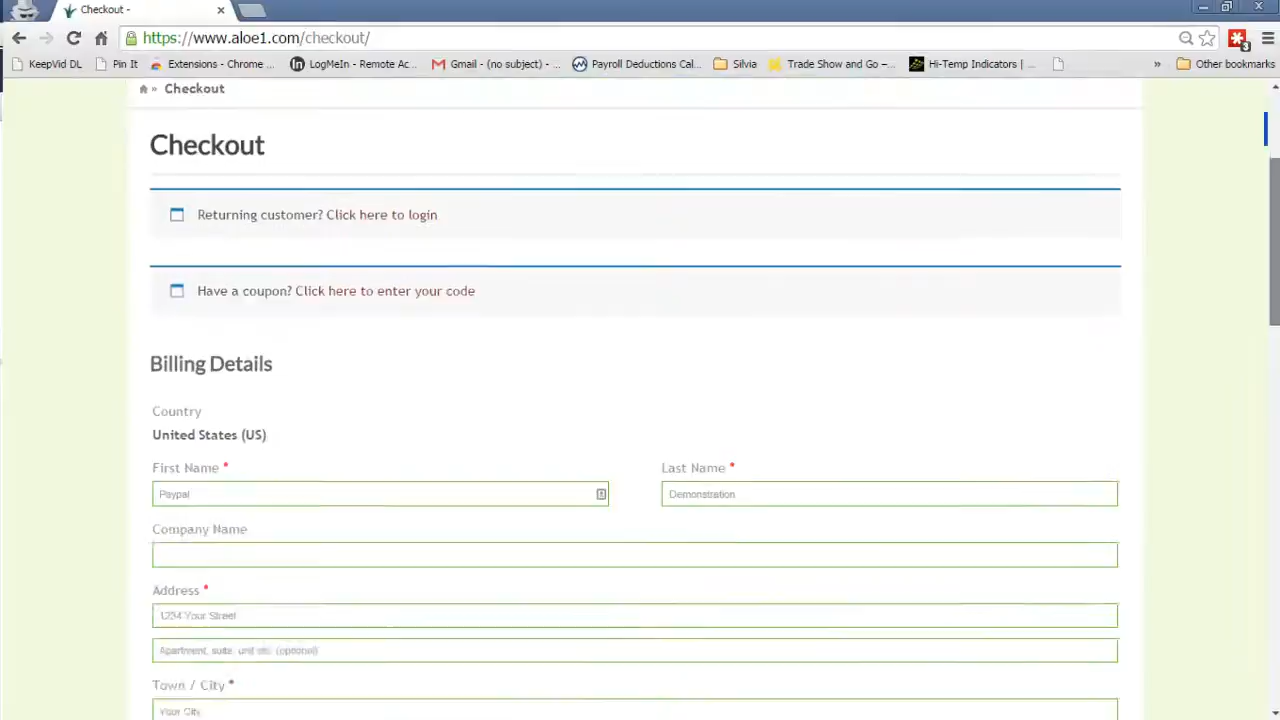 Checkout -
https://www.aloe1.com/checkout/
KeepVid DL Pin It Extensions - Chrome ... LogMeIn - Remote Ac... Gmail - (no subject) - ... Payroll Deductions Cal... Silvia Trade Show and Go -... Hi-Temp Indicators | ... » Other bookmarks
» Checkout
Checkout
Returning customer? Click here to login
Have a coupon? Click here to enter your code
Billing Details
Country
United States (US)
First Name * Last Name *
Paypal Demonstration
Company Name
Address *
1234 Your Street
Apartment, suite, unit etc. (optional)
Town / City *
Your City